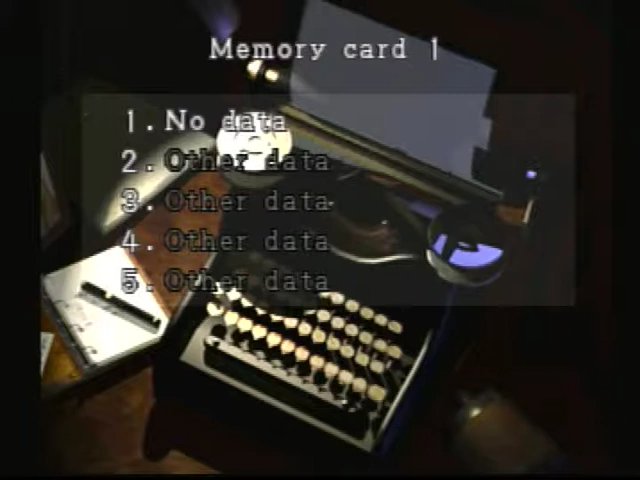 Memory card 1
1. No data
2. Other data
3. Other data
4. Other data
5. Other data